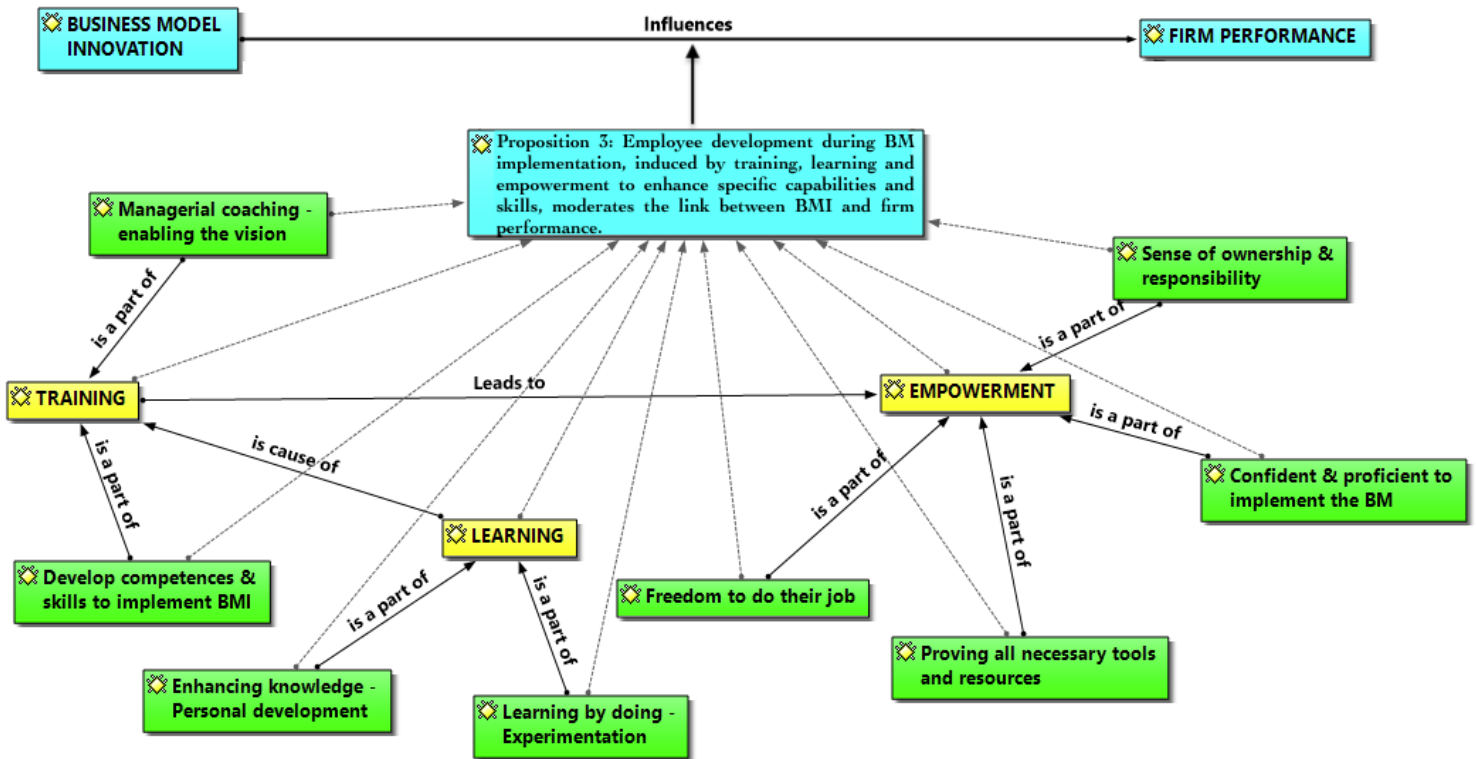 BUSINESS MODEL
INNOVATION
Influences
FIRM PERFORMANCE
Proposition 3: Employee development during BM
implementation, induced by training, learning and
empowerment to enhance specific capabilities and
skills, moderates the link between BMI and firm
performance.
Managerial coaching -
enabling the vision
Sense of ownership &
responsibility
is a part of
is a part of
TRAINING
Leads to
EMPOWERMENT
is a part of
is cause of
is a part of
is a part of
is a part of
Confident & proficient to
implement the BM
LEARNING
Develop competences &
skills to implement BMI
is a part of
is a part of
Freedom to do their job
Proving all necessary tools
and resources
Enhancing knowledge -
Personal development
Learning by doing -
Experimentation